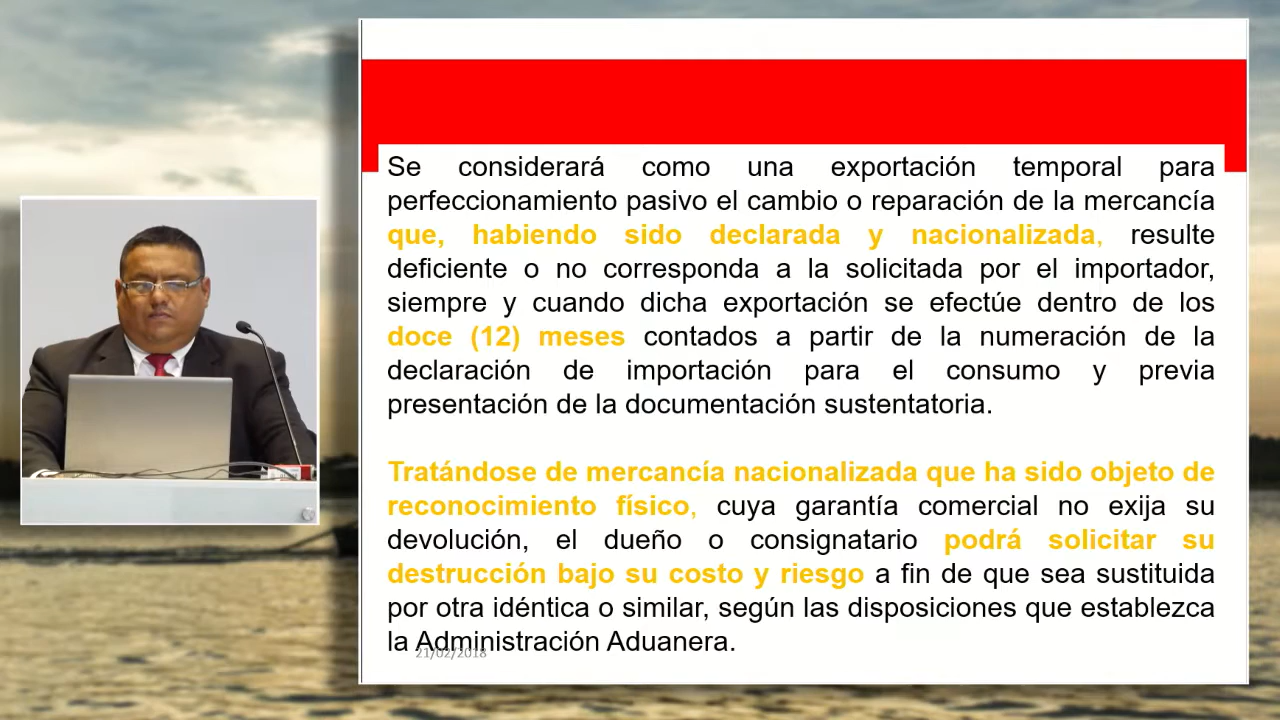 Se considerará como una exportación temporal para
perfeccionamiento pasivo el cambio o reparación de la mercancía
que, habiendo sido declarada y nacionalizada, resulte
deficiente o no corresponda a la solicitada por el importador,
siempre y cuando dicha exportación se efectúe dentro de los
doce (12) meses contados a partir de la numeración de la
declaración de importación para el consumo y previa
presentación de la documentación sustentatoria.
Tratándose de mercancía nacionalizada que ha sido objeto de
reconocimiento físico, cuya garantía comercial no exija su
devolución, el dueño o consignatario podrá solicitar su
destrucción bajo su costo y riesgo a fin de que sea sustituida
por otra idéntica o similar, según las disposiciones que establezca
la Administración Aduanera.
21/02/2018